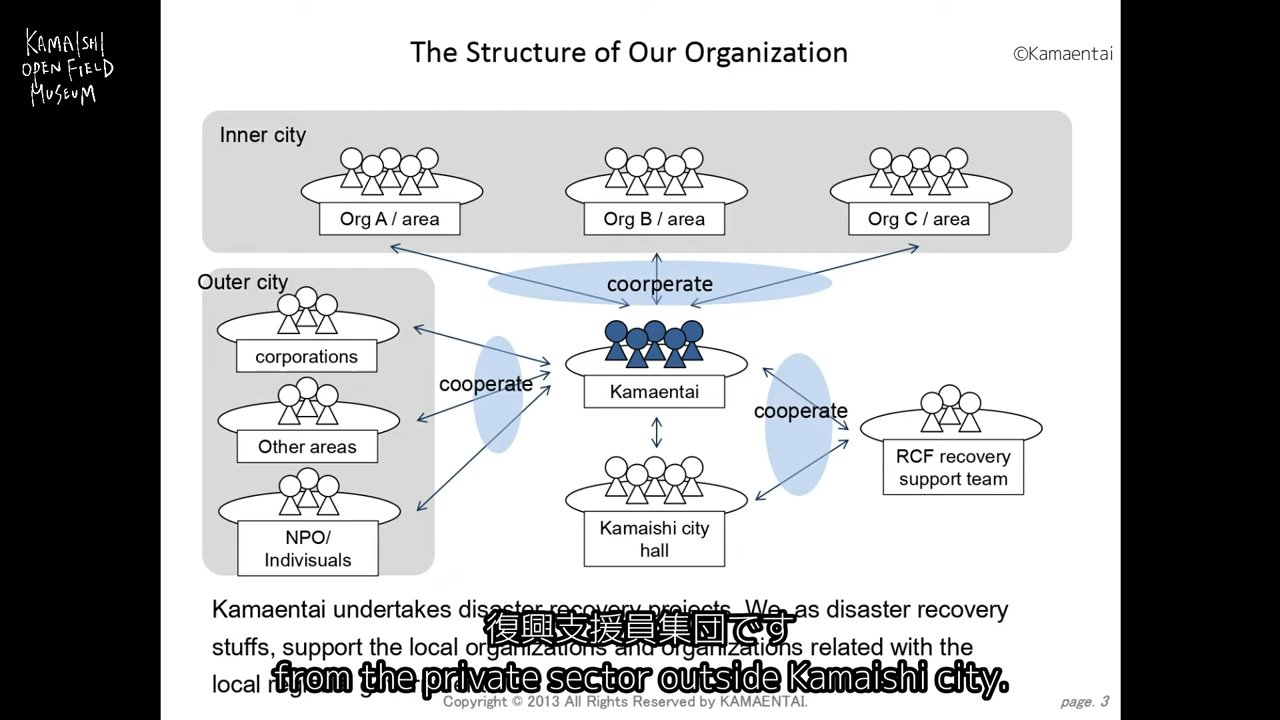 KAMAISHI
OPEN FIELD
MUSEUM
The Structure of Our Organization
©Kamaentai
Inner city
Org A / area
Org B / area
Org C / area
Outer city
coorperate
corporations
cooperate
Kamaentai
cooperate
Other areas
RCF recovery
support team
NPO/
Indivisuals
Kamaishi city
hall
Kamaentai undertakes disaster recovery projects. We, as disaster recovery
stuffs, support the local organizations and organizations related with the
local
復興支援員集団です
from the private sector outside Kamaishi city.
Copyright © 2013 All Rights Reserved by KAMAENTAI.
page. 3